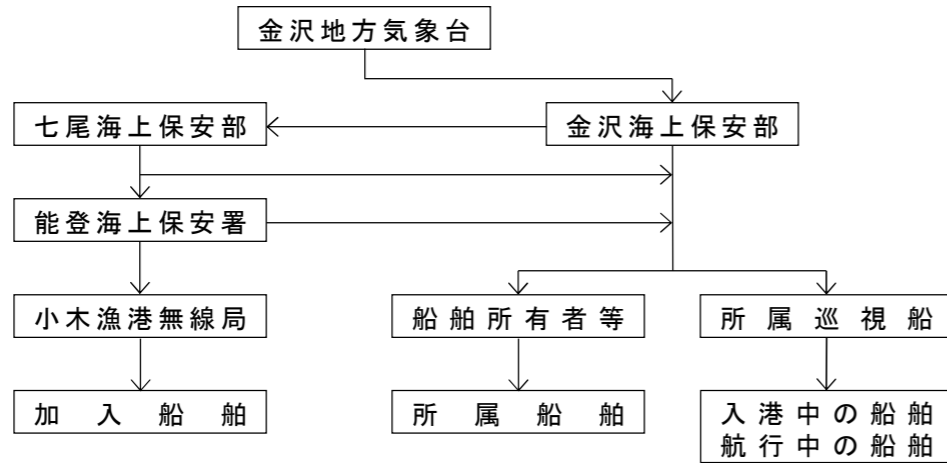 金沢地方気象台
七尾海上保安部
金沢海上保安部
能登海上保安署
小木漁港無線局
船舶所有者等
所属巡視船
加入船舶
所属船舶
入港中の船舶
航行中の船舶